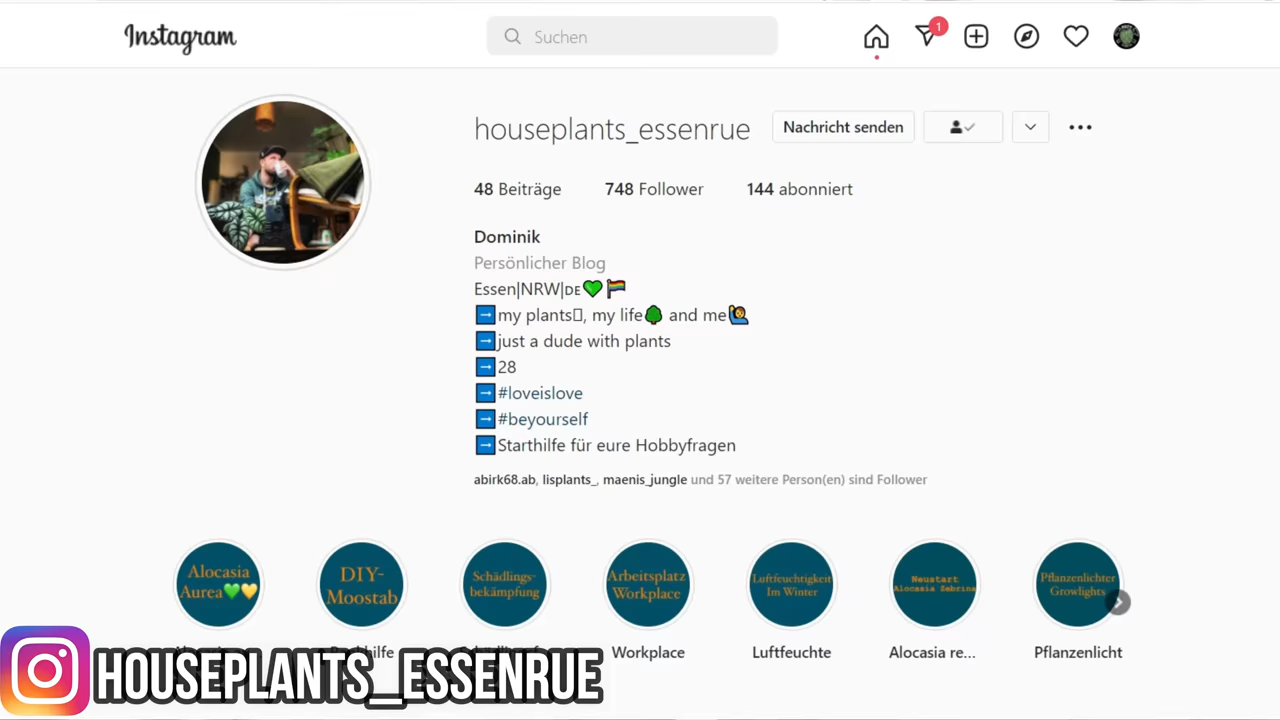 Instagram
Suchen
1
houseplants_essenrue
Nachricht senden
48 Beiträge 748 Follower 144 abonniert
Dominik
Persönlicher Blog
Essen|NRW|ᴅᴇ💚🏳️‍🌈
➡️my plants▯, my life🌳 and me🙋
➡️just a dude with plants
➡️28
➡️#loveislove
➡️#beyourself
➡️Starthilfe für eure Hobbyfragen
abirk68.ab, lisplants_, maenis_jungle und 57 weitere Person(en) sind Follower
Alocasia
Aurea💚💛
DIY-
Moostab
Schädlings-
bekämpfung
Arbeitsplatz
Workplace
Luftfeuchtigkeit
Im Winter
Neustart
Alocasia Zebrina
Pflanzenlichter
Growlights
Workplace
Luftfeuchte
Alocasia re...
Pflanzenlicht
HOUSEPLANTS_ESSENRUE